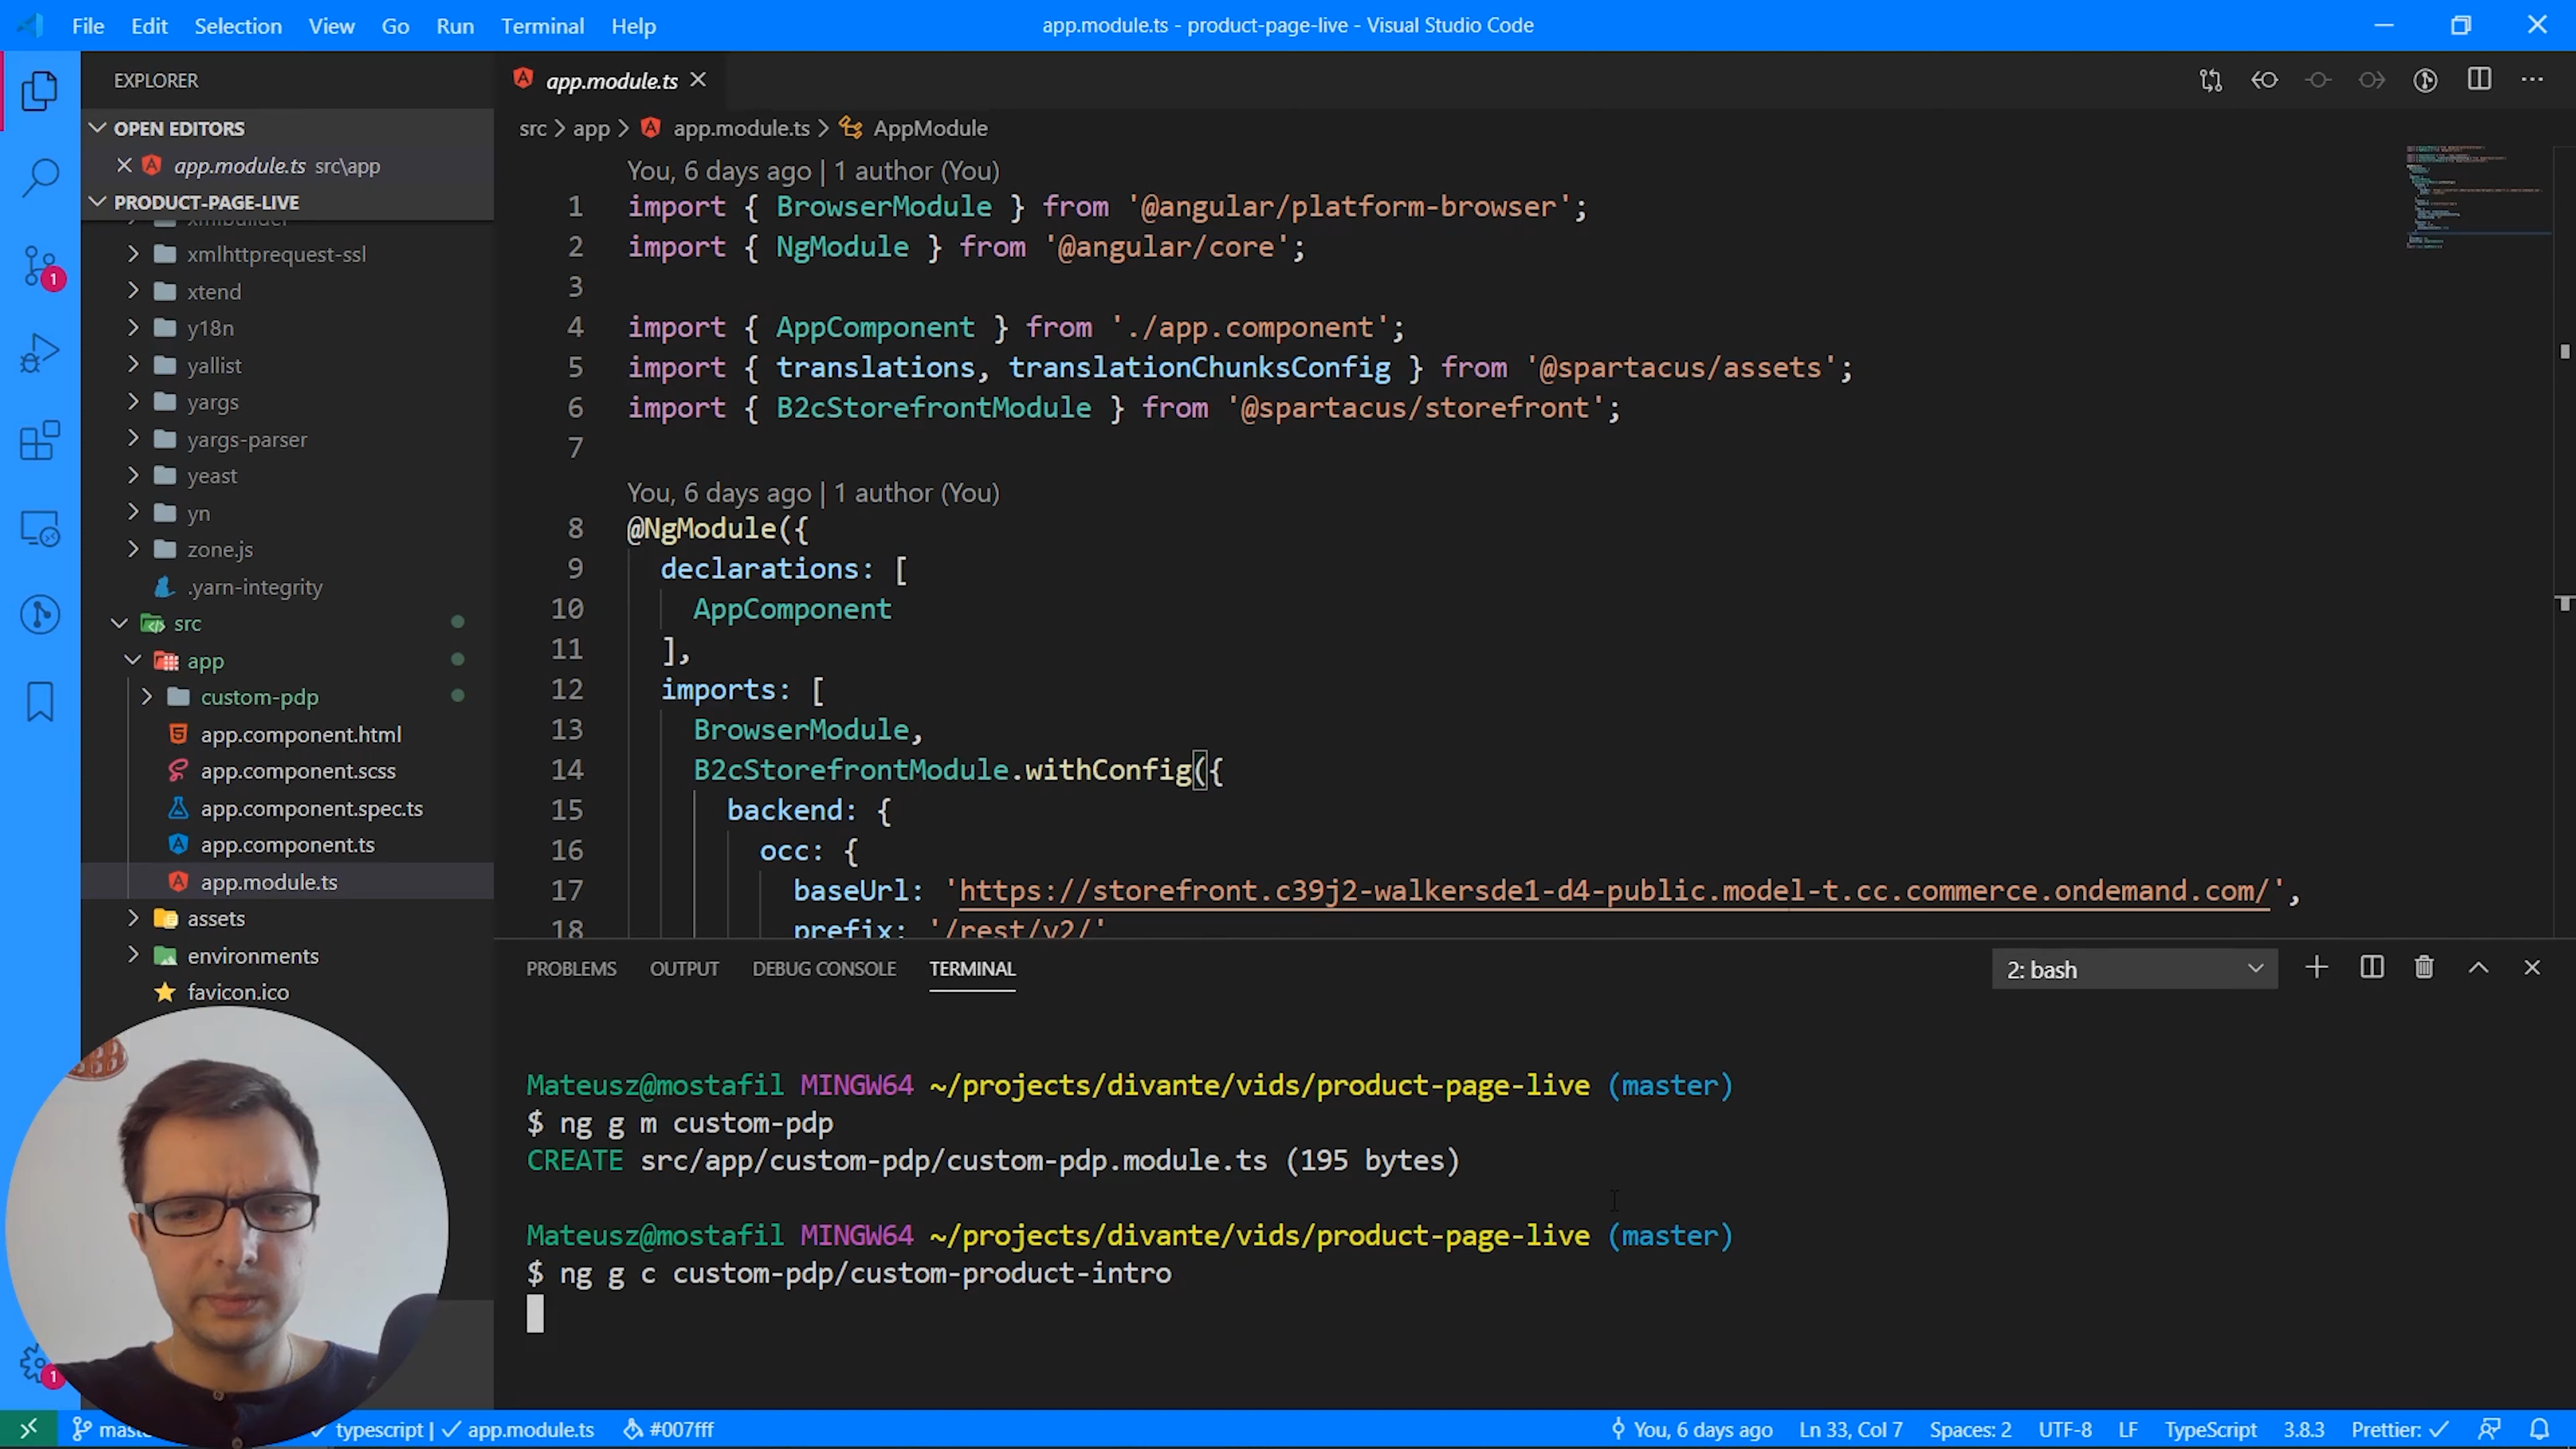 File Edit Selection View Go Run Terminal Help
app.module.ts - product-page-live - Visual Studio Code
EXPLORER
OPEN EDITORS
app.module.ts src\app
PRODUCT-PAGE-LIVE
xmlbuilder
xmlhttprequest-ssl
xtend
y18n
yallist
yargs
yargs-parser
yeast
yn
zone.js
.yarn-integrity
src
app
custom-pdp
app.component.html
app.component.scss
app.component.spec.ts
app.component.ts
app.module.ts
assets
environments
favicon.ico
1
1
app.module.ts
src > app > app.module.ts > AppModule
You, 6 days ago | 1 author (You)
1 import { BrowserModule } from '@angular/platform-browser';
2 import { NgModule } from '@angular/core';
3
4 import { AppComponent } from './app.component';
5 import { translations, translationChunksConfig } from '@spartacus/assets';
6 import { B2cStorefrontModule } from '@spartacus/storefront';
7
You, 6 days ago | 1 author (You)
8 @NgModule({
9 declarations: [
10 AppComponent
11 ],
12 imports: [
13 BrowserModule,
14 B2cStorefrontModule.withConfig({
15 backend: {
16 occ: {
17 baseUrl: 'https://storefront.c39j2-walkersde1-d4-public.model-t.cc.commerce.ondemand.com/',
18 prefix: '/rest/v2/'
PROBLEMS OUTPUT DEBUG CONSOLE TERMINAL
2: bash
Mateusz@mostafil MINGW64 ~/projects/divante/vids/product-page-live (master)
$ ng g m custom-pdp
CREATE src/app/custom-pdp/custom-pdp.module.ts (195 bytes)
Mateusz@mostafil MINGW64 ~/projects/divante/vids/product-page-live (master)
$ ng g c custom-pdp/custom-product-intro
typescript | ✓ app.module.ts #007fff
You, 6 days ago Ln 33, Col 7 Spaces: 2 UTF-8 LF TypeScript 3.8.3 Prettier: ✓